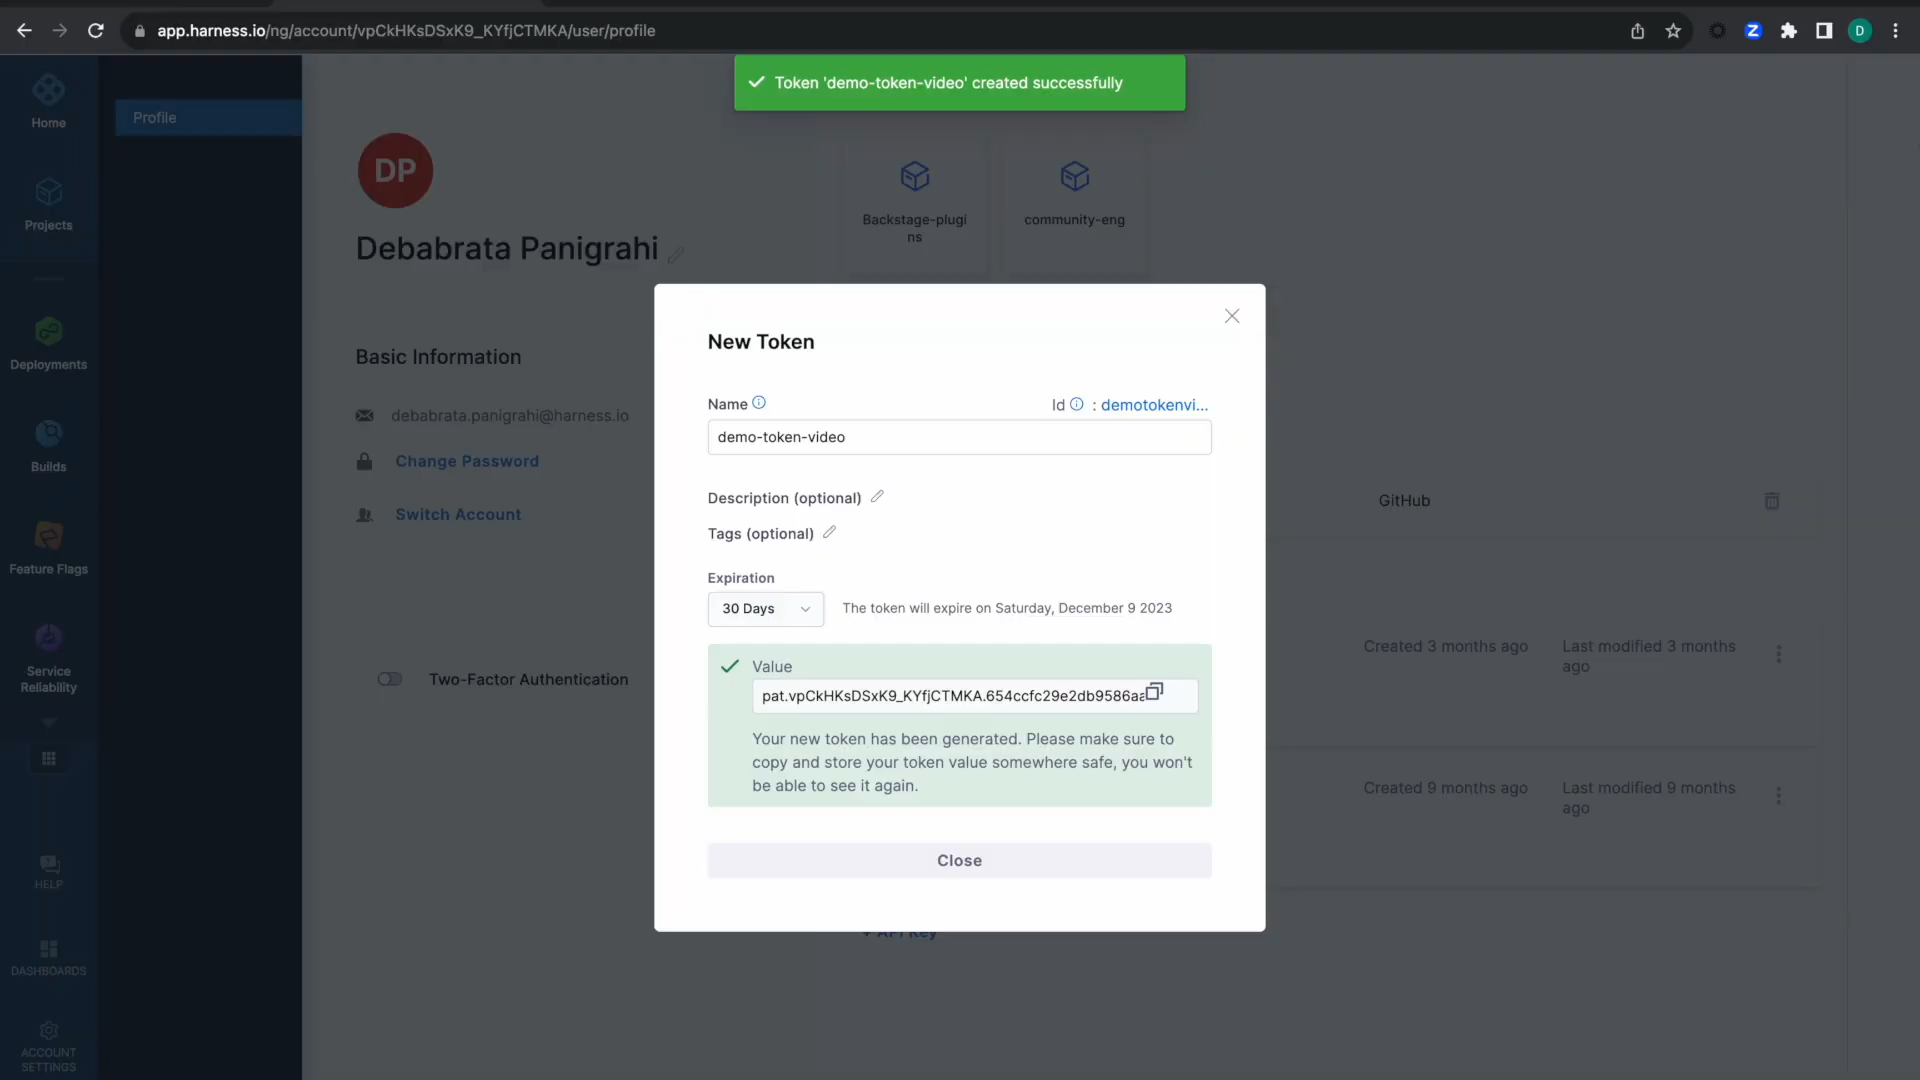 app.harness.io/ng/account/vpCkHKsDSxK9_KYfjCTMKA/user/profile
Z
D
Token 'demo-token-video' created successfully
Home
Projects
Deployments
Builds
Feature Flags
Service
Reliability
HELP
DASHBOARDS
ACCOUNT
SETTINGS
Profile
DP
Debabrata Panigrahi
Backstage-plugi
ns
community-eng
Basic Information
debabrata.panigrahi@harness.io
Change Password
Switch Account
Two-Factor Authentication
New Token
Name
Id : demotokenvi...
demo-token-video
Description (optional)
Tags (optional)
Expiration
30 Days
The token will expire on Saturday, December 9 2023
Value
pat.vpCkHKsDSxK9_KYfjCTMKA.654ccfc29e2db9586aa
Your new token has been generated. Please make sure to
copy and store your token value somewhere safe, you won't
be able to see it again.
Close
GitHub
Created 3 months ago
Last modified 3 months
ago
Created 9 months ago
Last modified 9 months
ago
+ API Key